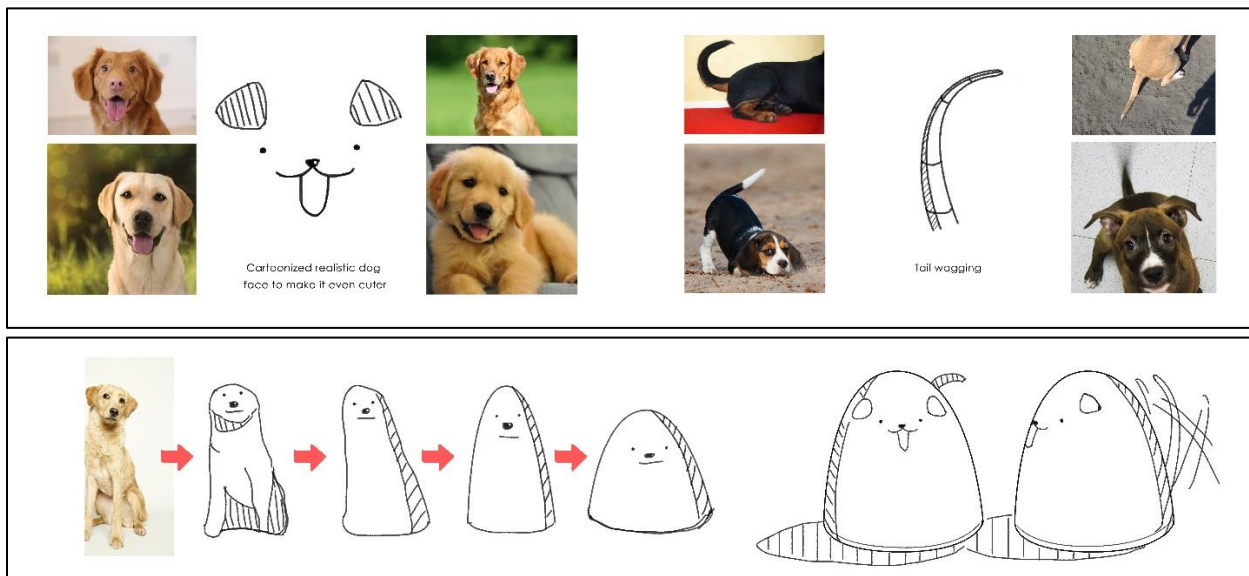 Cartoonized realistic dog
face to make it even cuter
Tail wagging